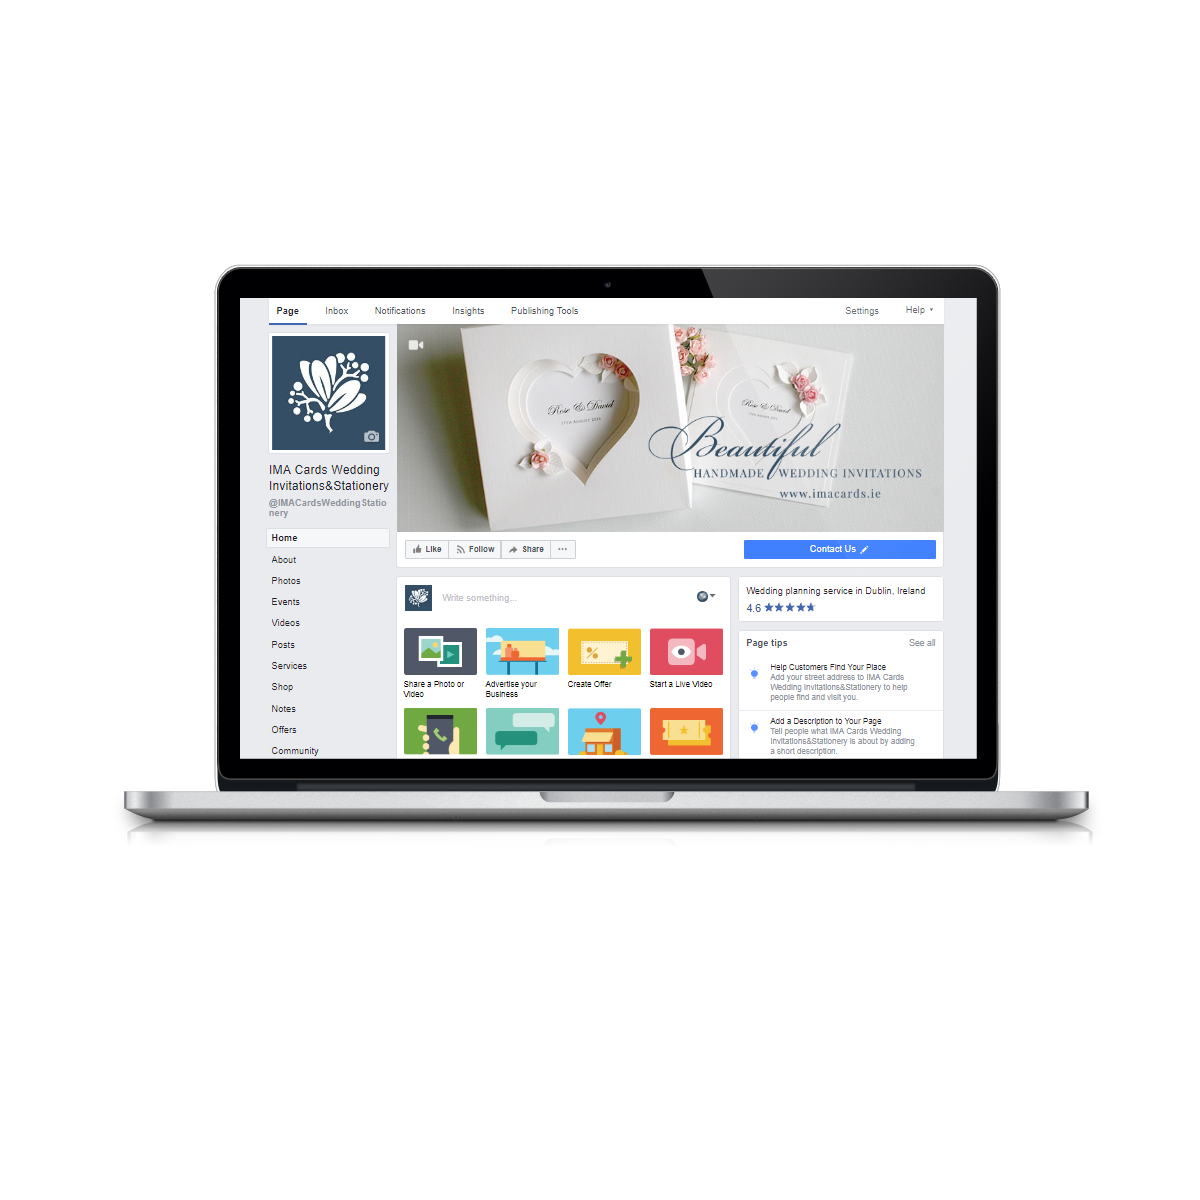 Page Inbox Notifications Insights Publishing Tools Settings Help
IMA Cards Wedding
Invitations&Stationery
@IMACardsWeddingStatio
nery
Home
About
Photos
Events
Videos
Posts
Services
Shop
Notes
Offers
Community
Rose & David
17TH AUGUST
Rose & David
Beautiful
HANDMADE WEDDING INVITATIONS
www.imacards.ie
Like Follow Share ...
Contact Us
Write something...
Share a Photo or
Video
Advertise your
Business
Create Offer
Start a Live Video
Wedding planning service in Dublin, Ireland
4.6
Page tips See all
Help Customers Find Your Place
Add your street address to IMA Cards
Wedding Invitations&Stationery to help
people find and visit you.
Add a Description to Your Page
Tell people what IMA Cards Wedding
Invitations&Stationery is about by adding
a short description.